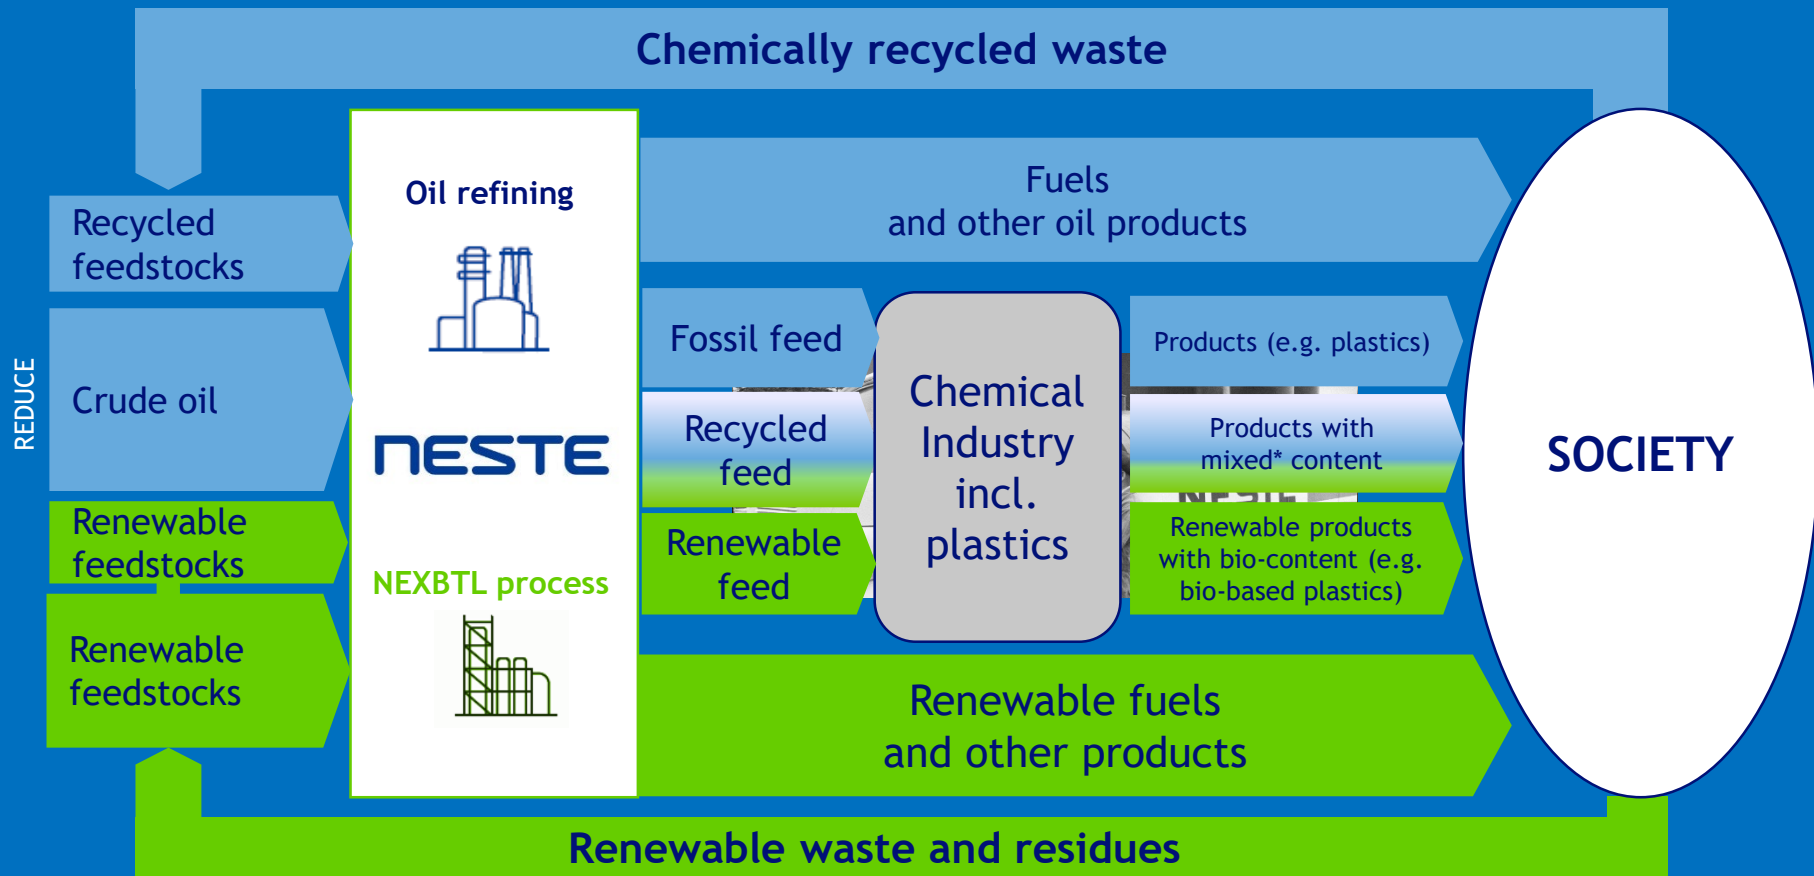 Chemically recycled waste
Recycled
feedstocks
REDUCE
Crude oil
Renewable
feedstocks
Renewable
feedstocks
Oil refining
NESTE
NEXBTL process
Fuels
and other oil products
Fossil feed
Recycled
feed
Renewable
feed
Chemical
Industry
incl.
plastics
Products (e.g. plastics)
Products with
mixed* content
NESTE
Renewable products
with bio-content (e.g.
bio-based plastics)
Renewable fuels
and other products
SOCIETY
Renewable waste and residues